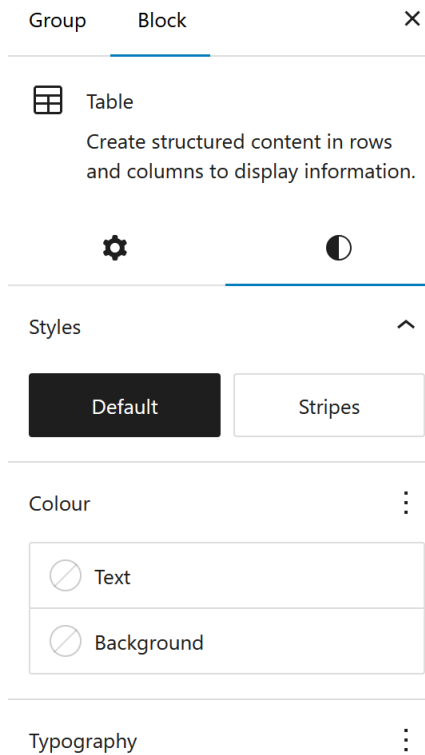 Group Block
Table
Create structured content in rows
and columns to display information.
Styles
Default Stripes
Colour
Text
Background
Typography